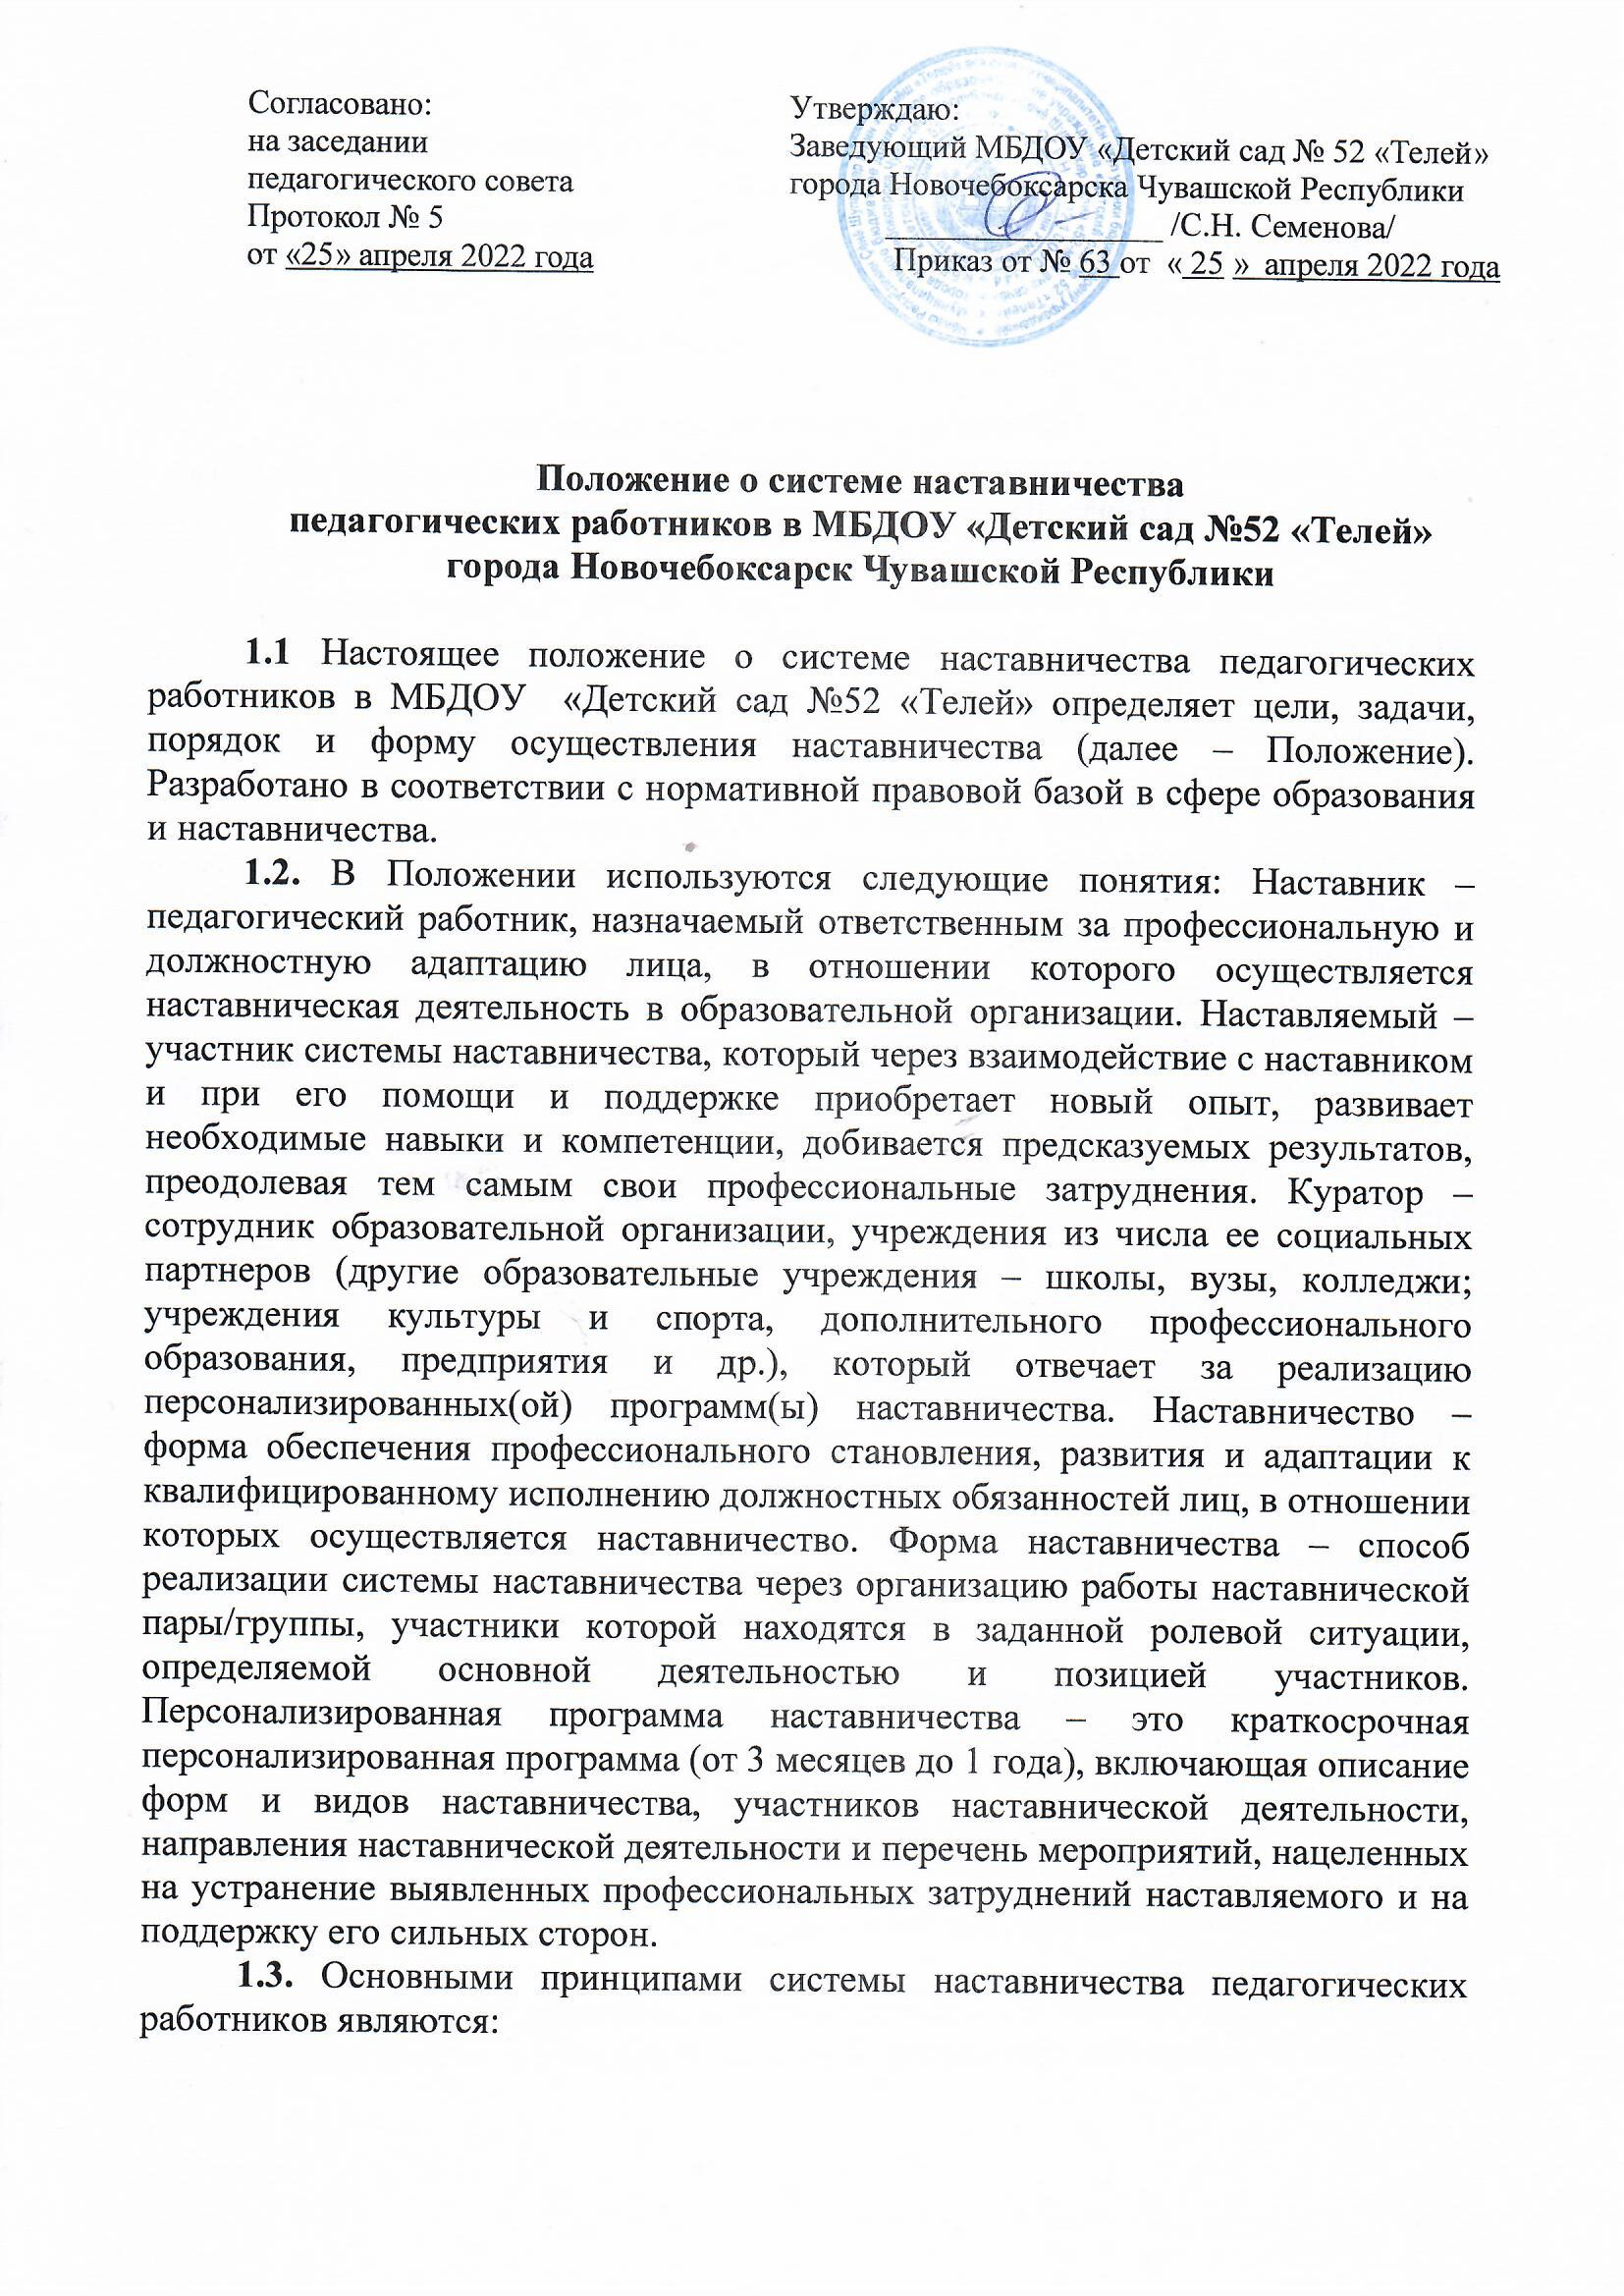 Согласовано:
на заседании
педагогического совета
Протокол № 5
от «25» апреля 2022 года
Утверждаю:
Заведующий МБДОУ «Детский сад № 52 «Телей»
города Новочебоксарска Чувашской Республики
/С.Н. Семенова/
Приказ от № 63 от « 25 » апреля 2022 года
Положение о системе наставничества
педагогических работников в МБДОУ «Детский сад №52 «Телей»
города Новочебоксарск Чувашской Республики
1.1 Настоящее положение о системе наставничества педагогических
работников в МБДОУ «Детский сад №52 «Телей» определяет цели, задачи,
порядок и форму осуществления наставничества (далее – Положение).
Разработано в соответствии с нормативной правовой базой в сфере образования
и наставничества.
1.2. В Положении используются следующие понятия: Наставник –
педагогический работник, назначаемый ответственным за профессиональную и
должностную адаптацию лица, в отношении которого осуществляется
наставническая деятельность в образовательной организации. Наставляемый –
участник системы наставничества, который через взаимодействие с наставником
и при его помощи и поддержке приобретает новый опыт, развивает
необходимые навыки и компетенции, добивается предсказуемых результатов,
преодолевая тем самым свои профессиональные затруднения. Куратор –
сотрудник образовательной организации, учреждения из числа ее социальных
партнеров (другие образовательные учреждения – школы, вузы, колледжи;
учреждения культуры и спорта, дополнительного профессионального
образования, предприятия и др.), который отвечает за реализацию
персонализированных(ой) программ(ы) наставничества. Наставничество –
форма обеспечения профессионального становления, развития и адаптации к
квалифицированному исполнению должностных обязанностей лиц, в отношении
которых осуществляется наставничество. Форма наставничества – способ
реализации системы наставничества через организацию работы наставнической
пары/группы, участники которой находятся в заданной ролевой ситуации,
определяемой основной деятельностью и позицией участников.
Персонализированная программа наставничества – это краткосрочная
персонализированная программа (от 3 месяцев до 1 года), включающая описание
форм и видов наставничества, участников наставнической деятельности,
направления наставнической деятельности и перечень мероприятий, нацеленных
на устранение выявленных профессиональных затруднений наставляемого и на
поддержку его сильных сторон.
1.3. Основными принципами системы наставничества педагогических
работников являются: